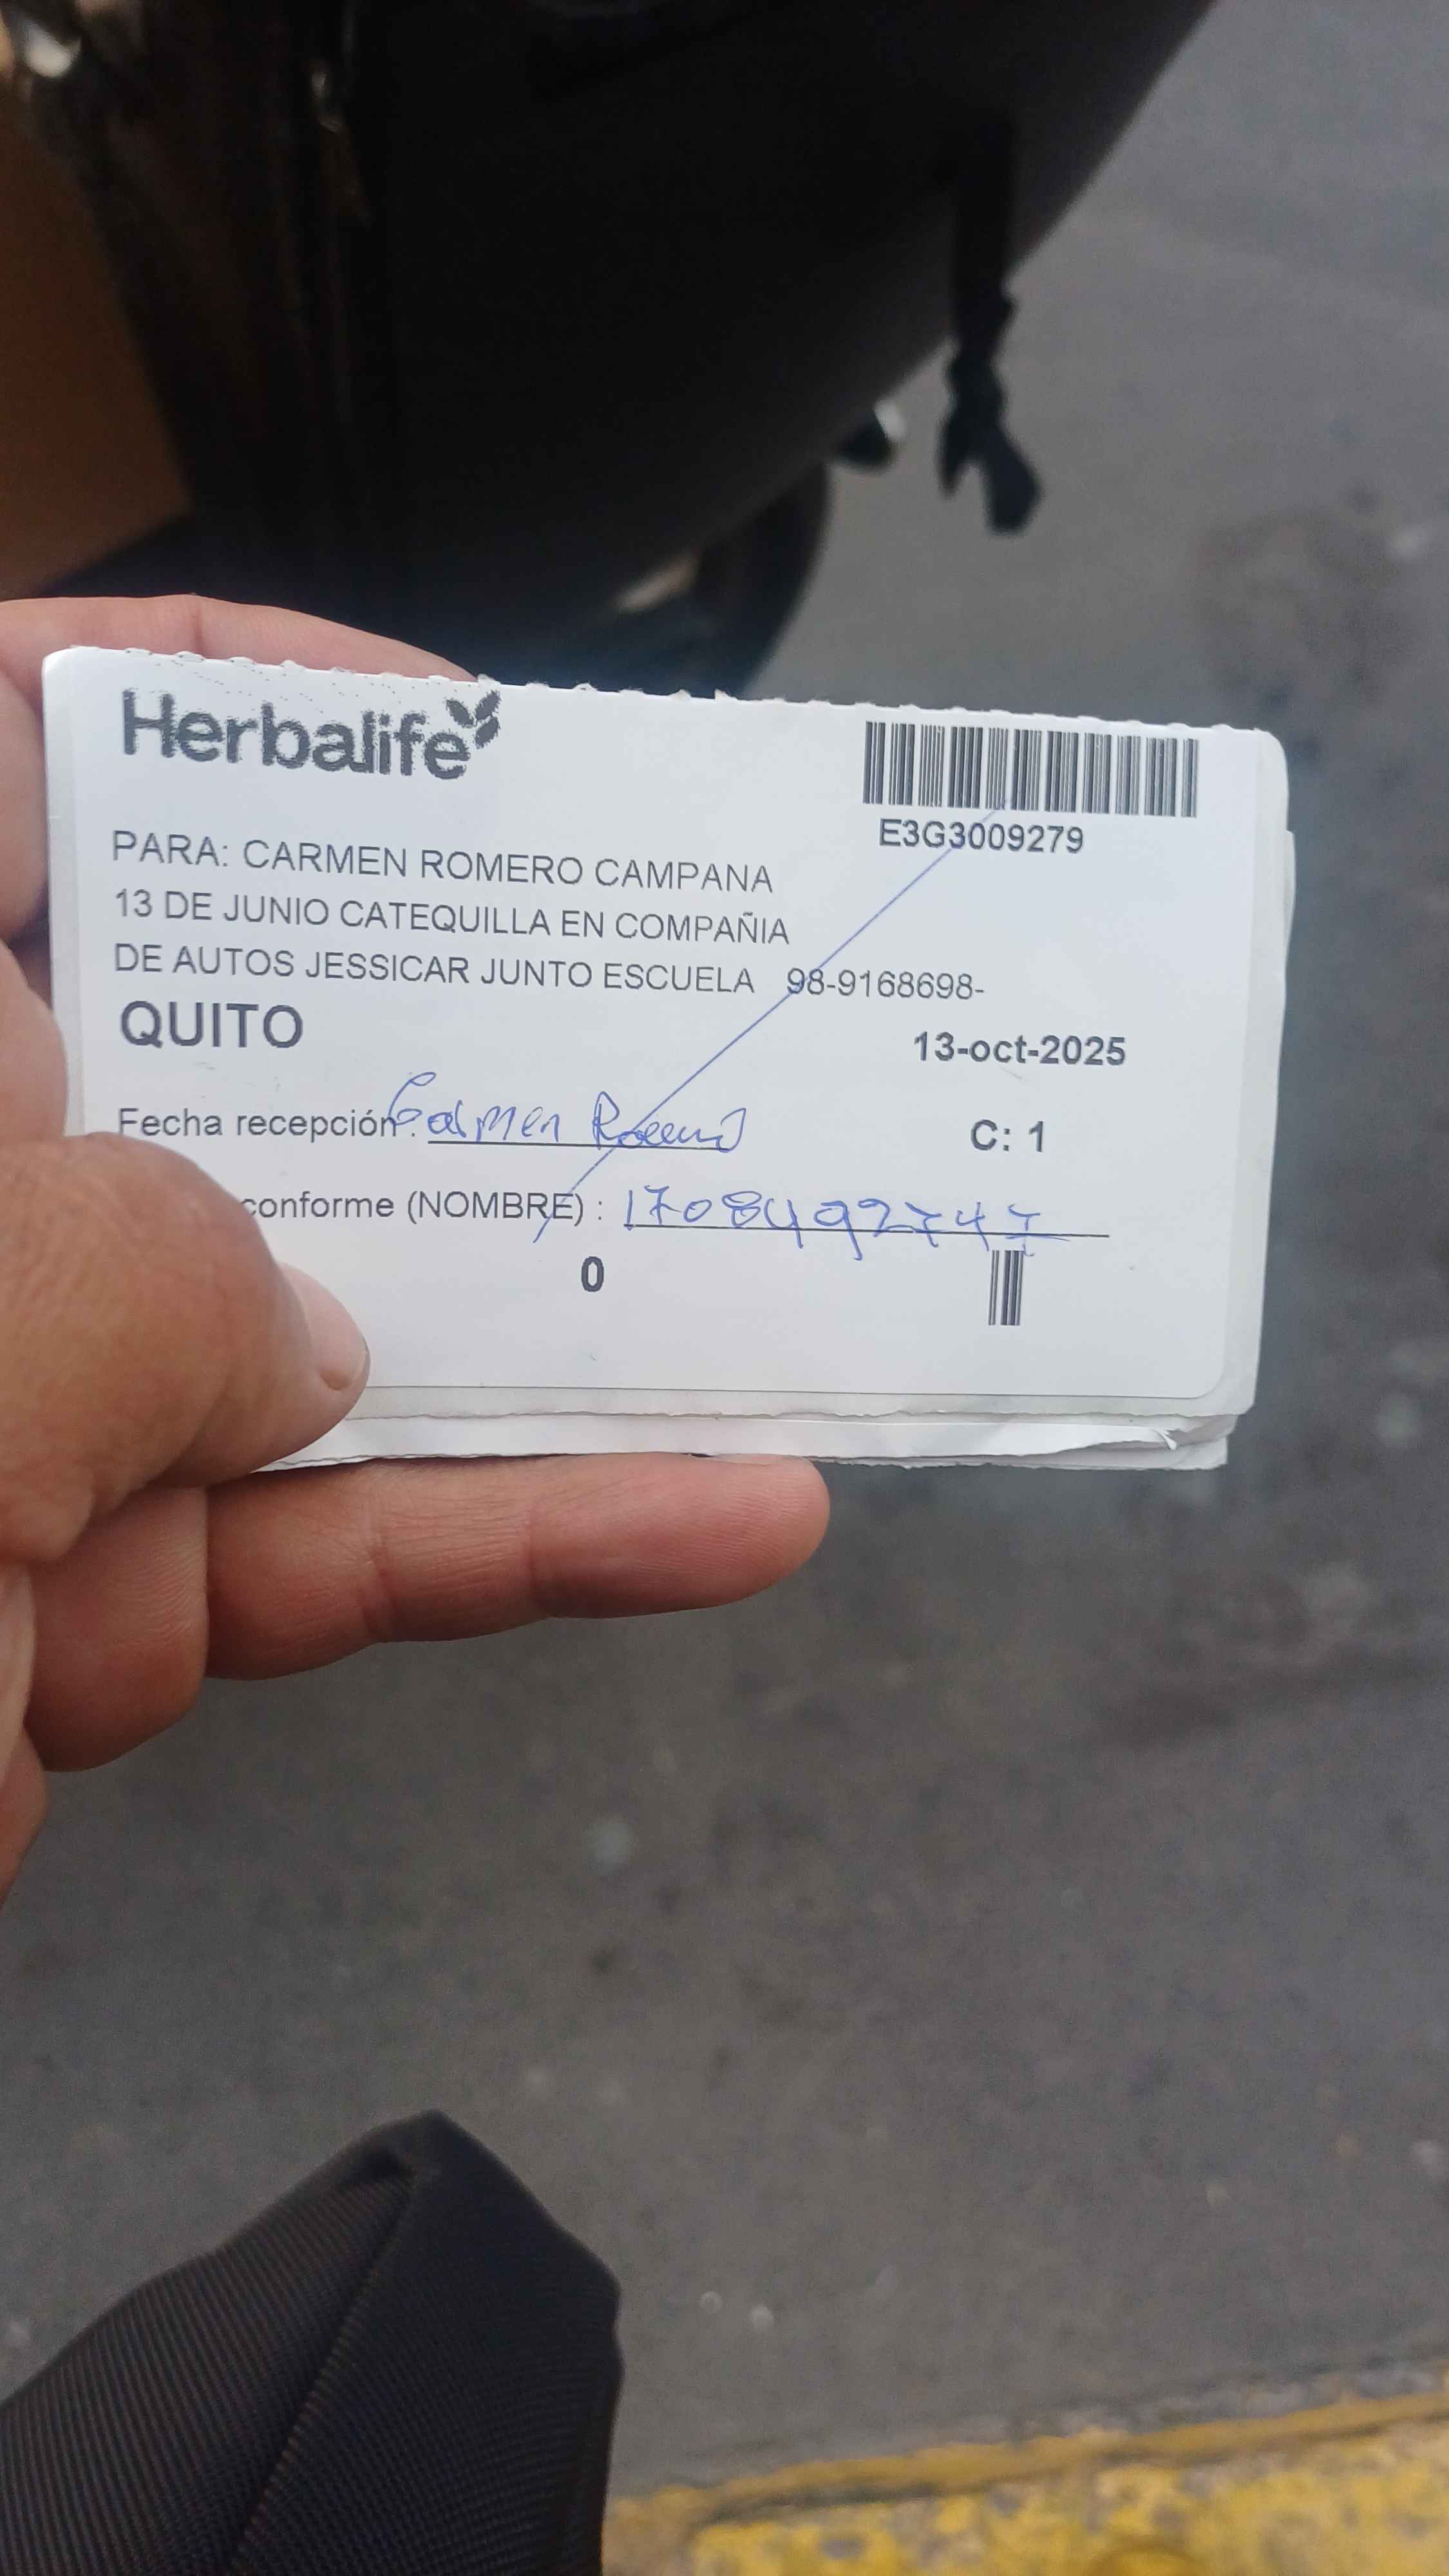 Herbalife
E3G3009279
PARA: CARMEN ROMERO CAMPANA
13 DE JUNIO CATEQUILLA EN COMPAÑIA
DE AUTOS JESSICAR JUNTO ESCUELA 98-9168698-
QUITO
13-oct-2025
Fecha recepción: Carmen Romero
C: 1
conforme (NOMBRE) : 1708492747
0